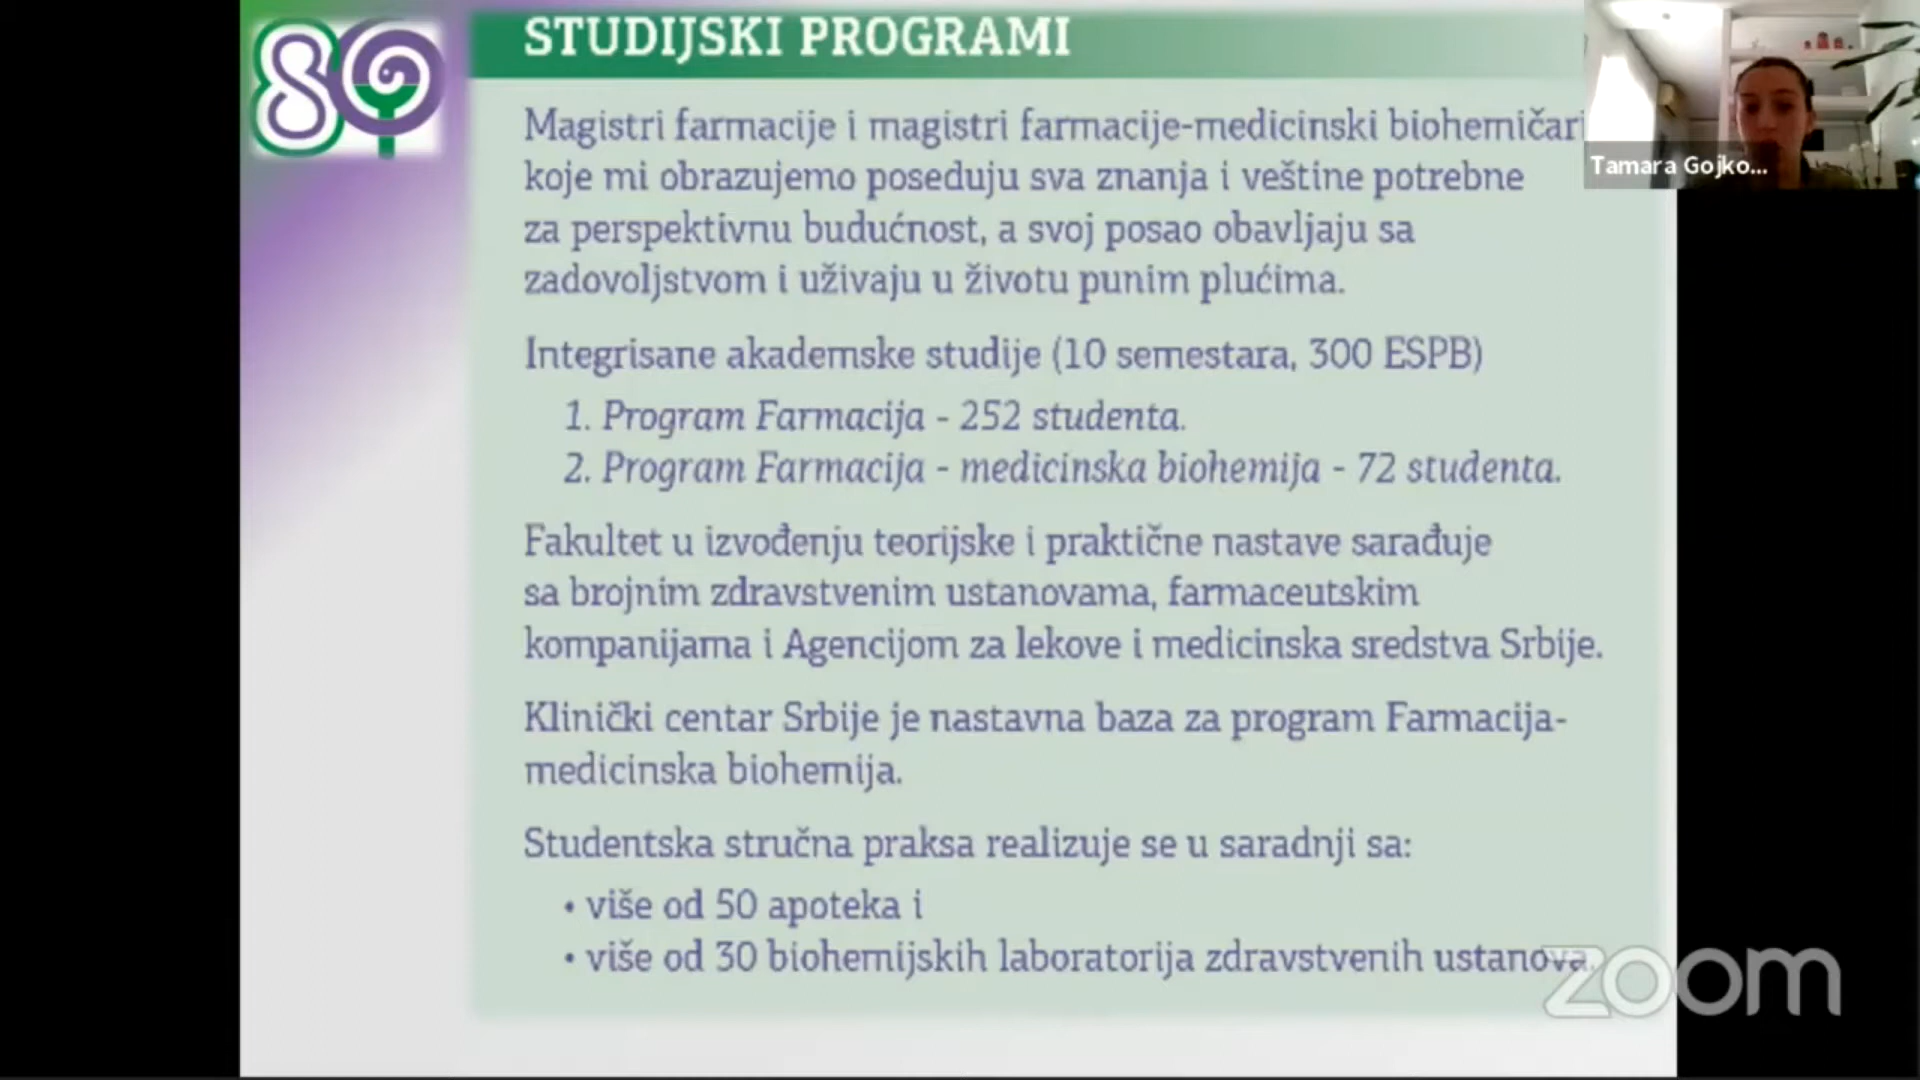 80
STUDIJSKI PROGRAMI
Magistri farmacije i magistri farmacije-medicinski biohemičari
koje mi obrazujemo poseduju sva znanja i veštine potrebne
za perspektivnu budućnost, a svoj posao obavljaju sa
zadovoljstvom i uživaju u životu punim plućima.
Integrisane akademske studije (10 semestara, 300 ESPB)
1. Program Farmacija - 252 studenta.
2. Program Farmacija - medicinska biohemija - 72 studenta.
Fakultet u izvođenju teorijske i praktične nastave sarađuje
sa brojnim zdravstvenim ustanovama, farmaceutskim
kompanijama i Agencijom za lekove i medicinska sredstva Srbije.
Klinički centar Srbije je nastavna baza za program Farmacija-
medicinska biohemija.
Studentska stručna praksa realizuje se u saradnji sa:
• više od 50 apoteka i
• više od 30 biohemijskih laboratorija zdravstvenih ustanova.
Tamara Gojko...
zoom